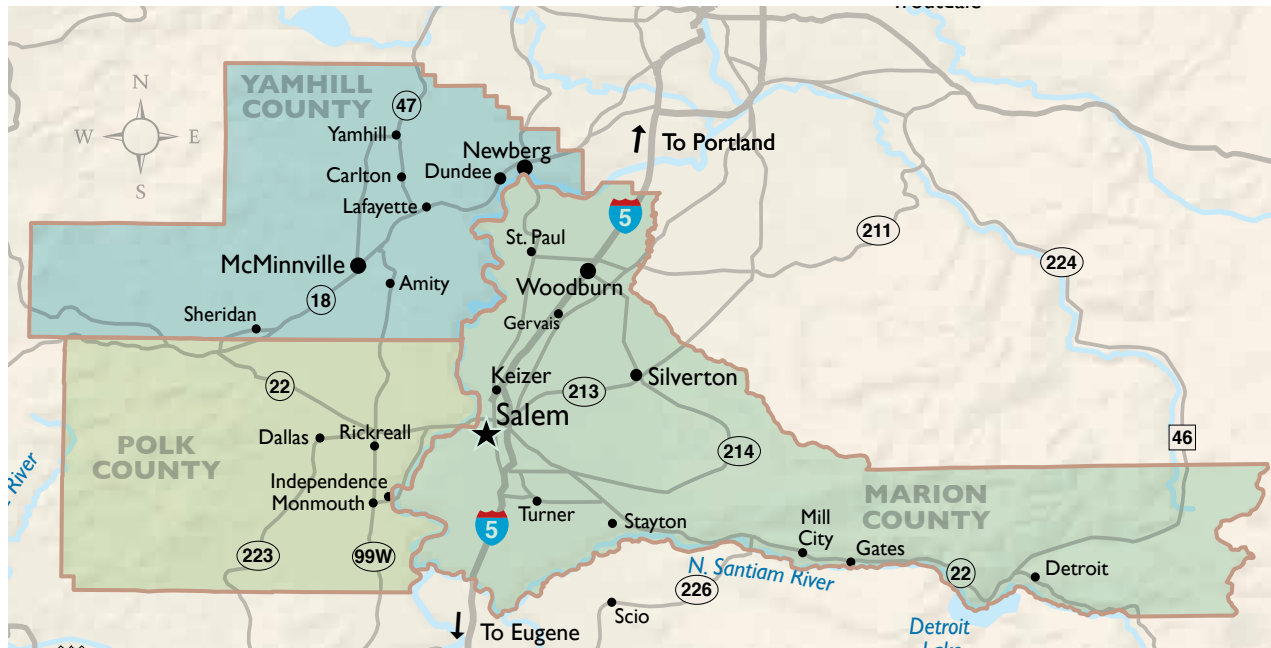 YAMHILL
COUNTY
47
N
W
E
S
Yamhill
Newberg
To Portland
Carlton
Dundee
Lafayette
5
211
224
St. Paul
McMinnville
Woodburn
18
Amity
Sheridan
Gervais
22
Keizer
213
Silverton
Salem
POLK
COUNTY
Dallas
Rickreall
46
214
Independence
Monmouth
MARION
COUNTY
5
Turner
Stayton
Mill
City
Gates
223
99W
N. Santiam River
22
Detroit
226
Scio
To Eugene
Detroit
River